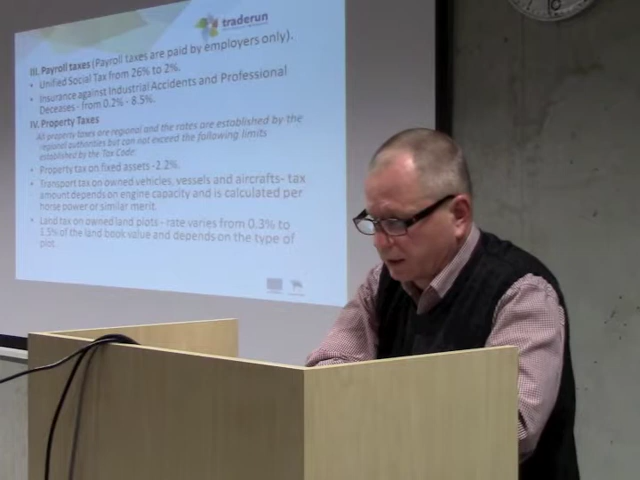 traderun
III. Payroll taxes (Payroll taxes are paid by employers only).
• Unified Social Tax from 26% to 2%.
• Insurance against Industrial Accidents and Professional
Deceases - from 0.2% - 8.5%.
IV. Property Taxes
All property taxes are regional and the rates are established by the
regional authorities but can not exceed the following limits
established by the Tax Code.
• Property tax on fixed assets -2.2%.
• Transport tax on owned vehicles, vessels and aircrafts- tax
amount depends on engine capacity and is calculated per
horse power or similar merit.
• Land tax on owned land plots - rate varies from 0.3% to
1.5% of the land book value and depends on the type of
plot